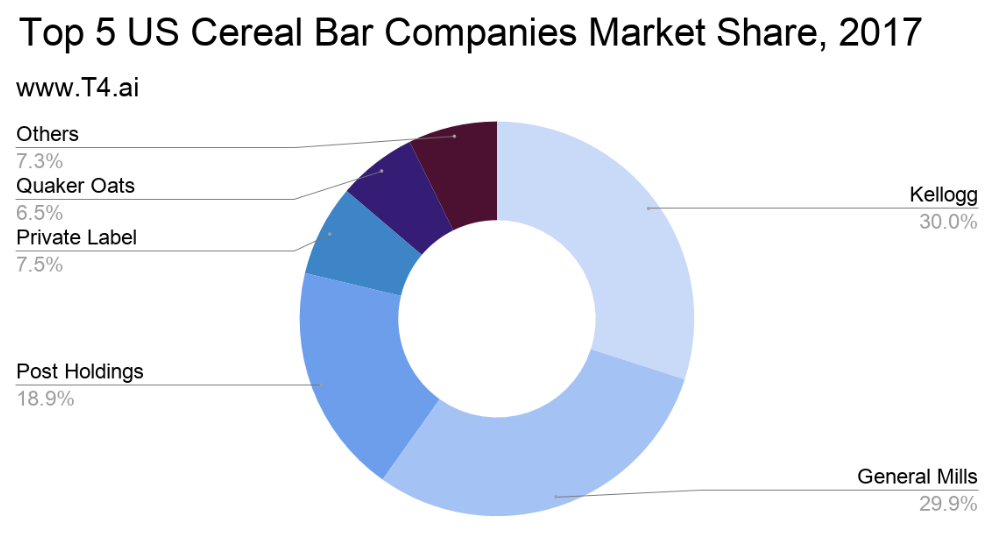 Top 5 US Cereal Bar Companies Market Share, 2017
www.T4.ai
Others
7.3%
Quaker Oats
6.5%
Private Label
7.5%
Post Holdings
18.9%
Kellogg
30.0%
General Mills
29.9%